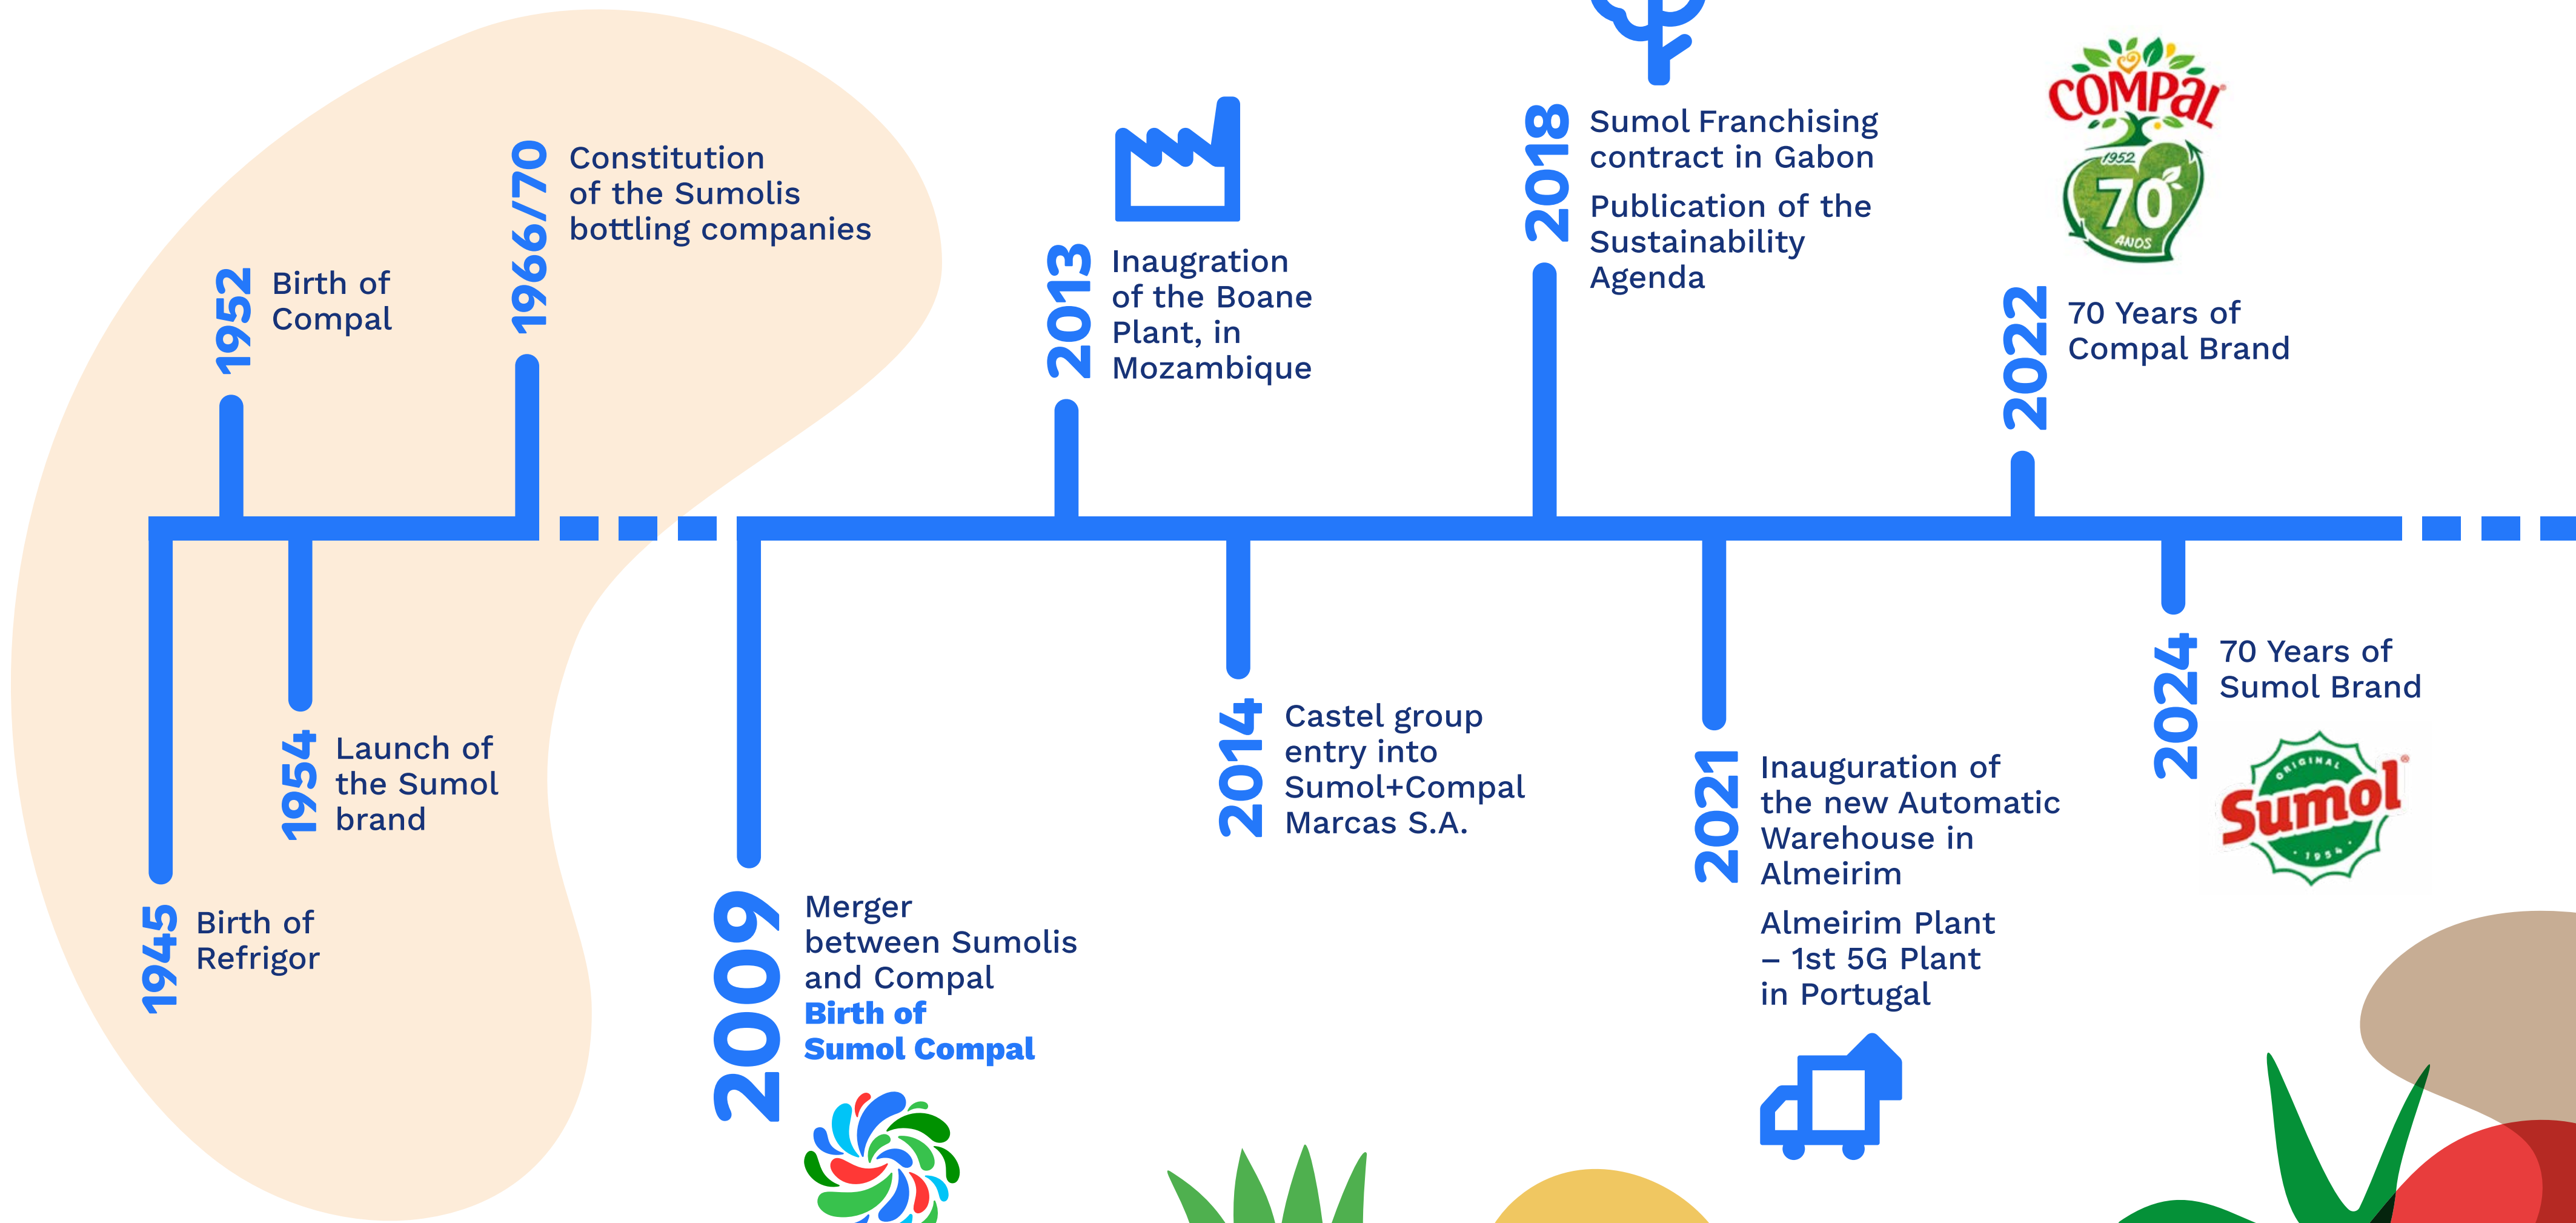 1945
Birth of
Refrigor
1952
Birth of
Compal
1954
Launch of
the Sumol
brand
1966/70
Constitution
of the Sumolis
bottling companies
2009
Merger
between Sumolis
and Compal
Birth of
Sumol Compal
2013
Inaugration
of the Boane
Plant, in
Mozambique
2014
Castel group
entry into
Sumol+Compal
Marcas S.A.
2018
Sumol Franchising
contract in Gabon
Publication of the
Sustainability
Agenda
2021
Inauguration of
the new Automatic
Warehouse in
Almeirim
Almeirim Plant
– 1st 5G Plant
in Portugal
COMPAL®
1952
70
ANOS
2022
70 Years of
Compal Brand
2024
70 Years of
Sumol Brand
ORIGINAL
Sumol®
· 1954 ·